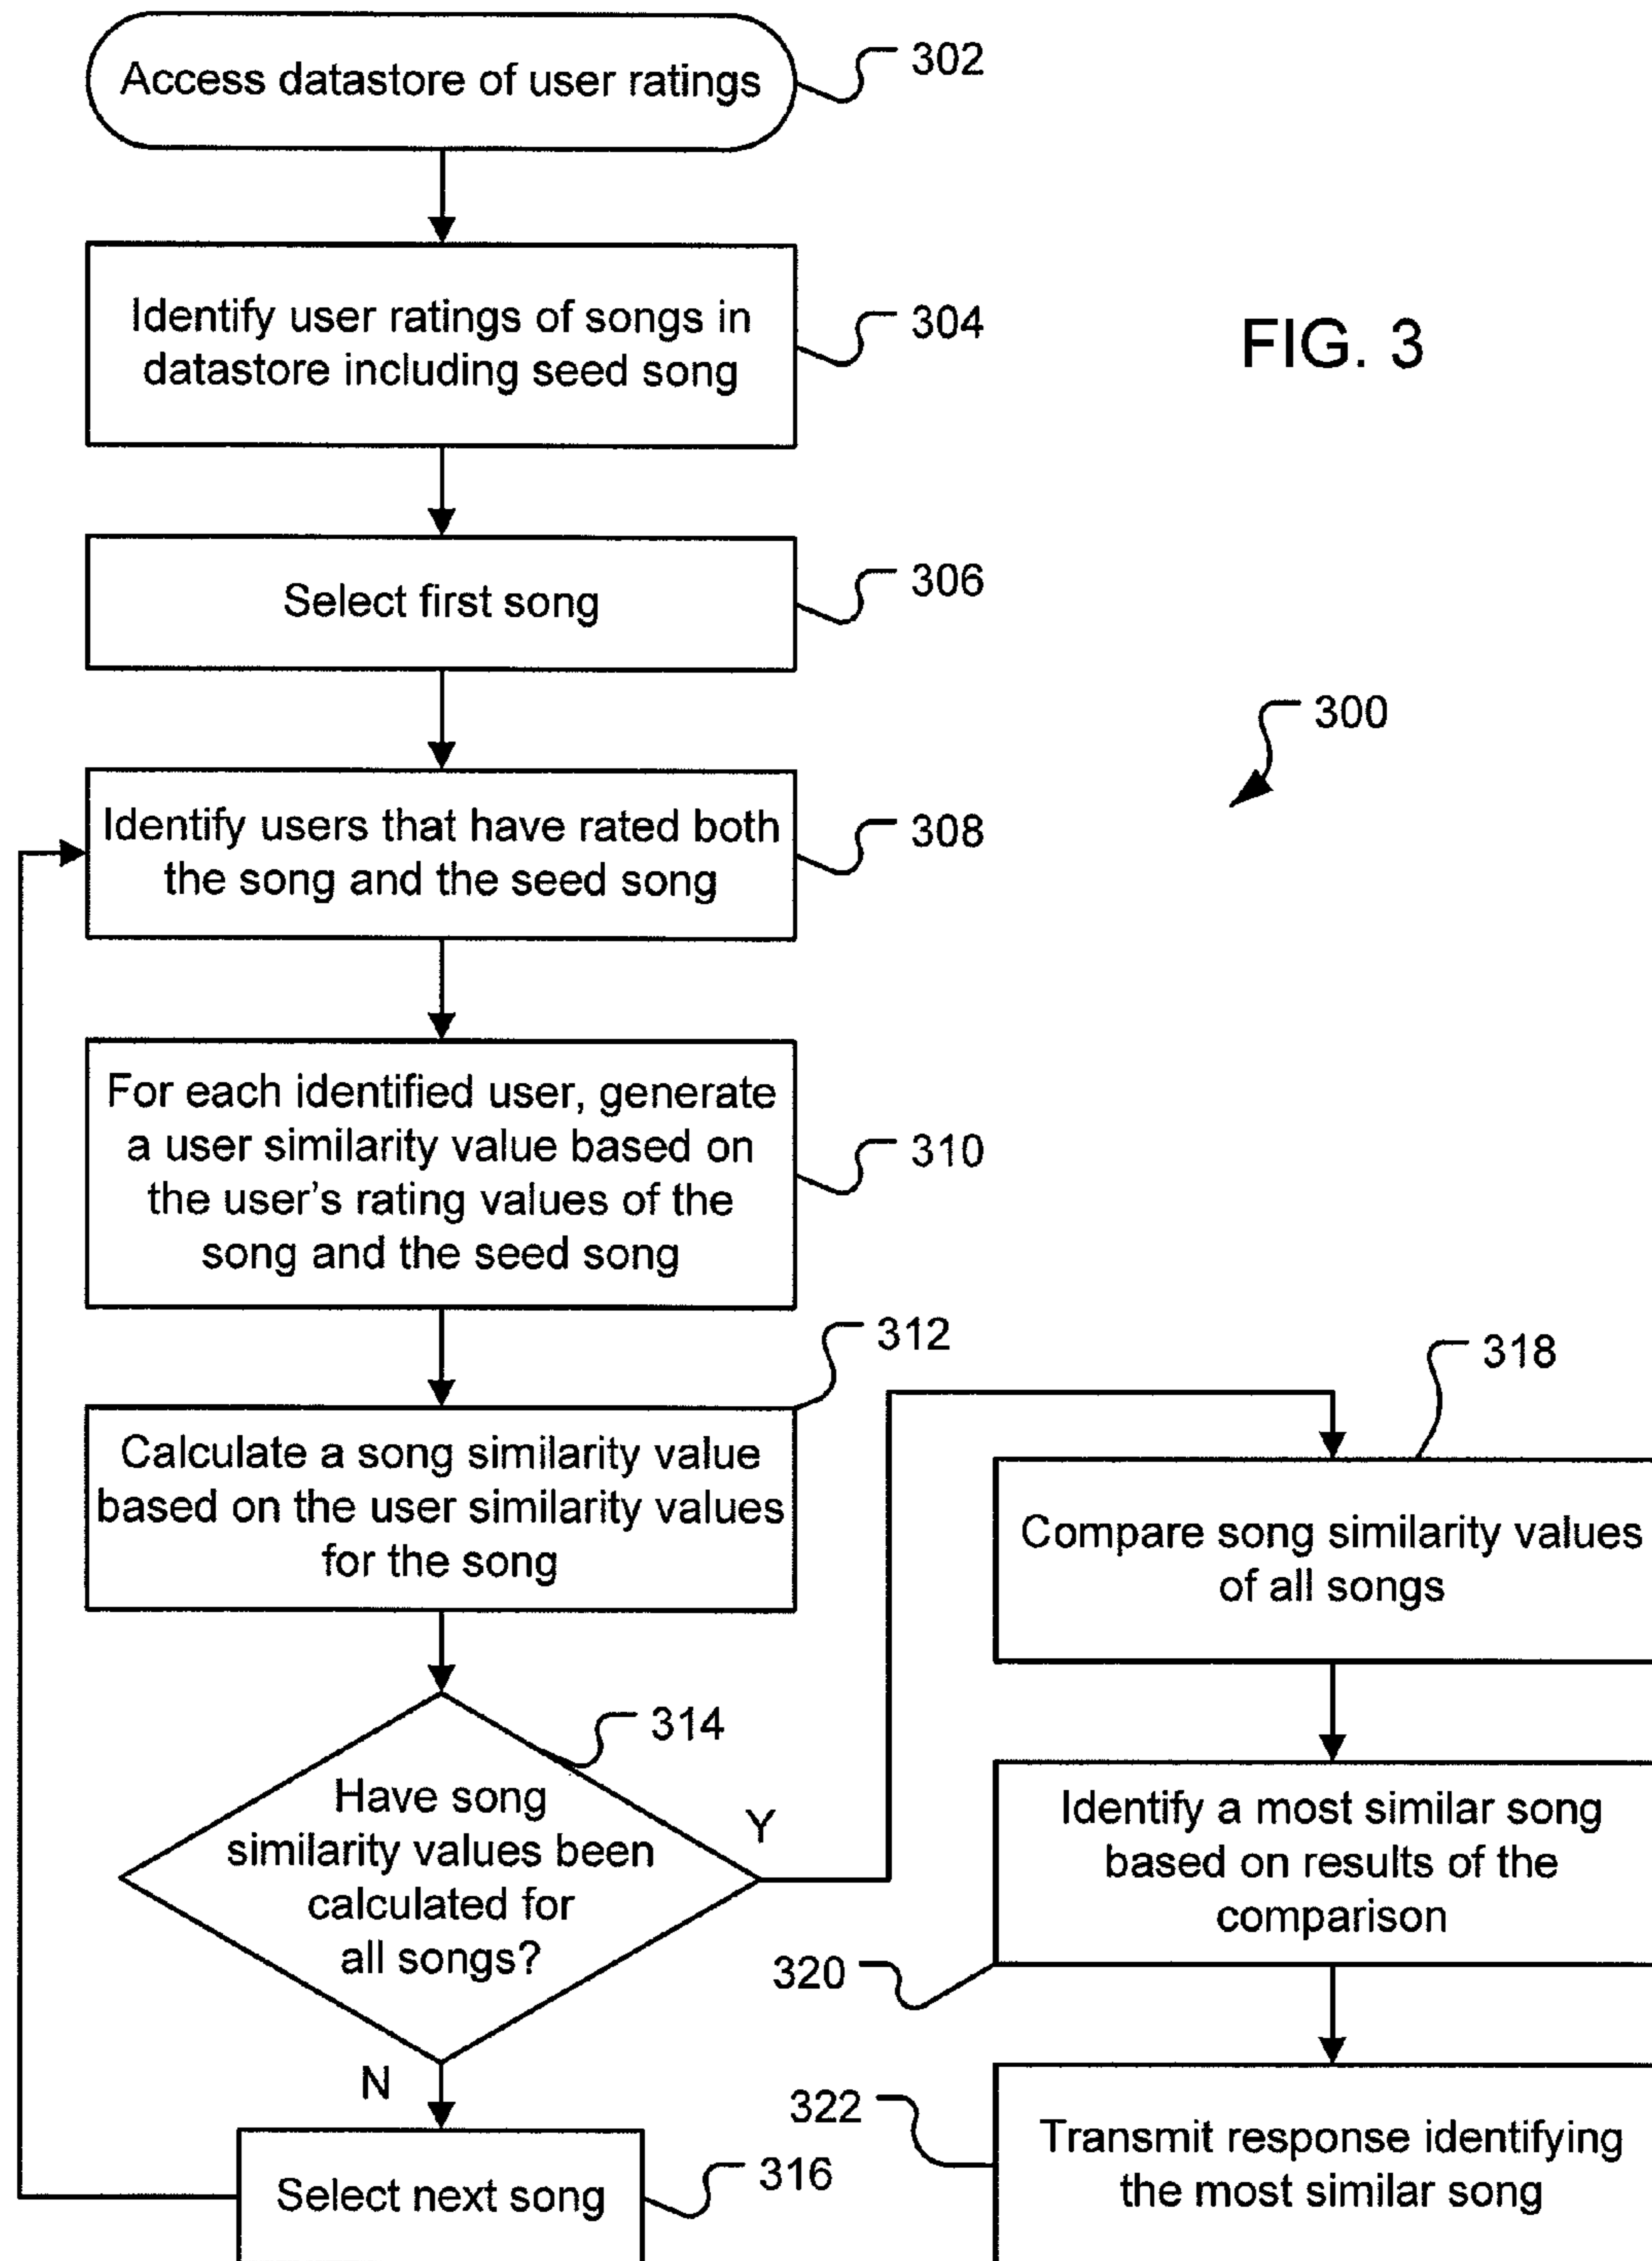 Access datastore of user ratings
302
Identify user ratings of songs in
datastore including seed song
304
FIG. 3
Select first song
306
300
Identify users that have rated both
the song and the seed song
308
For each identified user, generate
a user similarity value based on
the user's rating values of the
song and the seed song
310
312
Calculate a song similarity value
based on the user similarity values
for the song
314
Have song
similarity values been
calculated for
all songs?
Y
N
Select next song
316
318
Compare song similarity values
of all songs
Identify a most similar song
based on results of the
comparison
320
322
Transmit response identifying
the most similar song